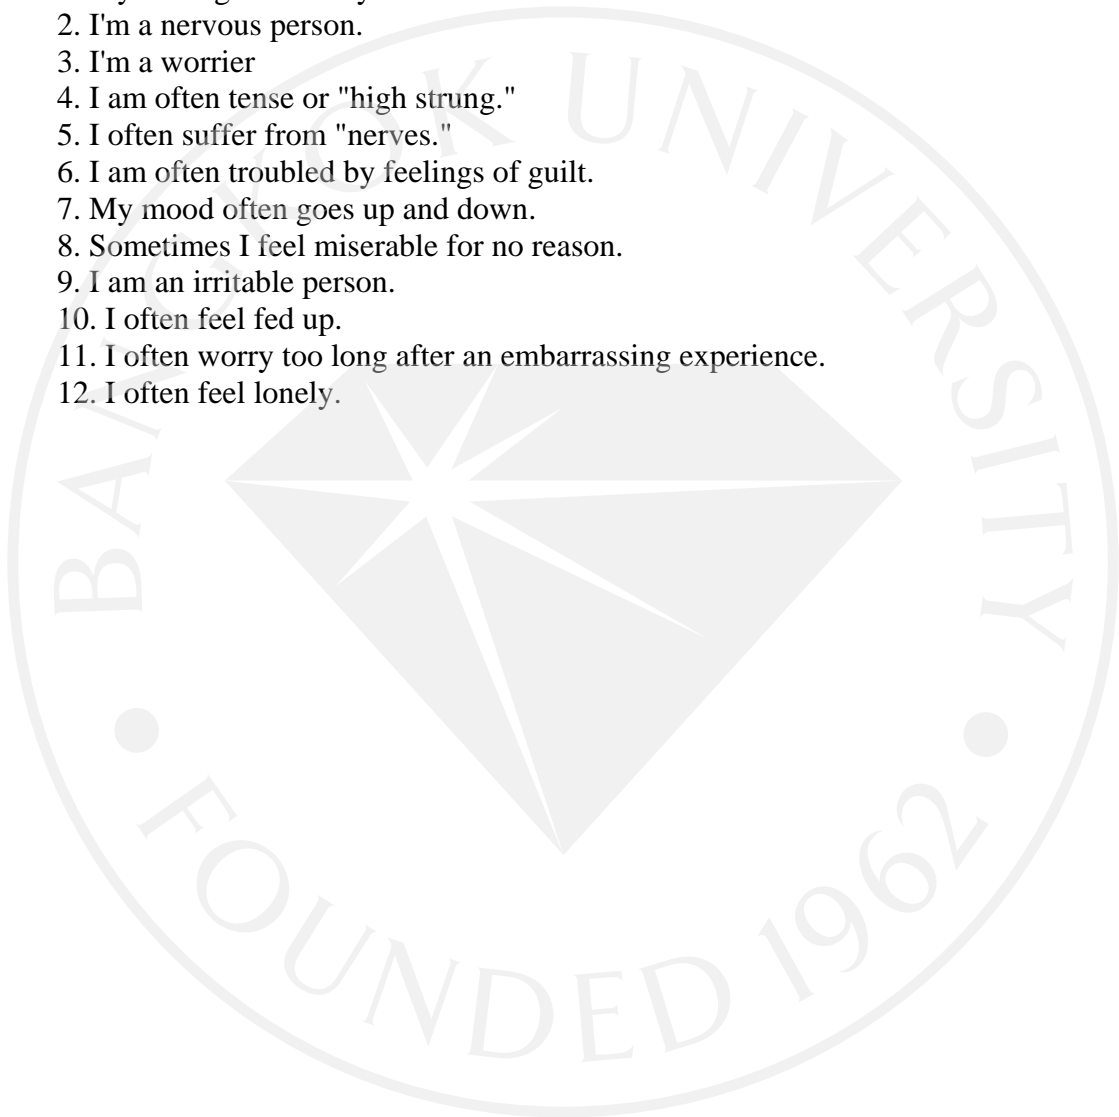 2. I'm a nervous person.
3. I'm a worrier
4. I am often tense or "high strung."
5. I often suffer from "nerves."
6. I am often troubled by feelings of guilt.
7. My mood often goes up and down.
8. Sometimes I feel miserable for no reason.
9. I am an irritable person.
10. I often feel fed up.
11. I often worry too long after an embarrassing experience.
12. I often feel lonely.
BANGKOK UNIVERSITY
FOUNDED 1962